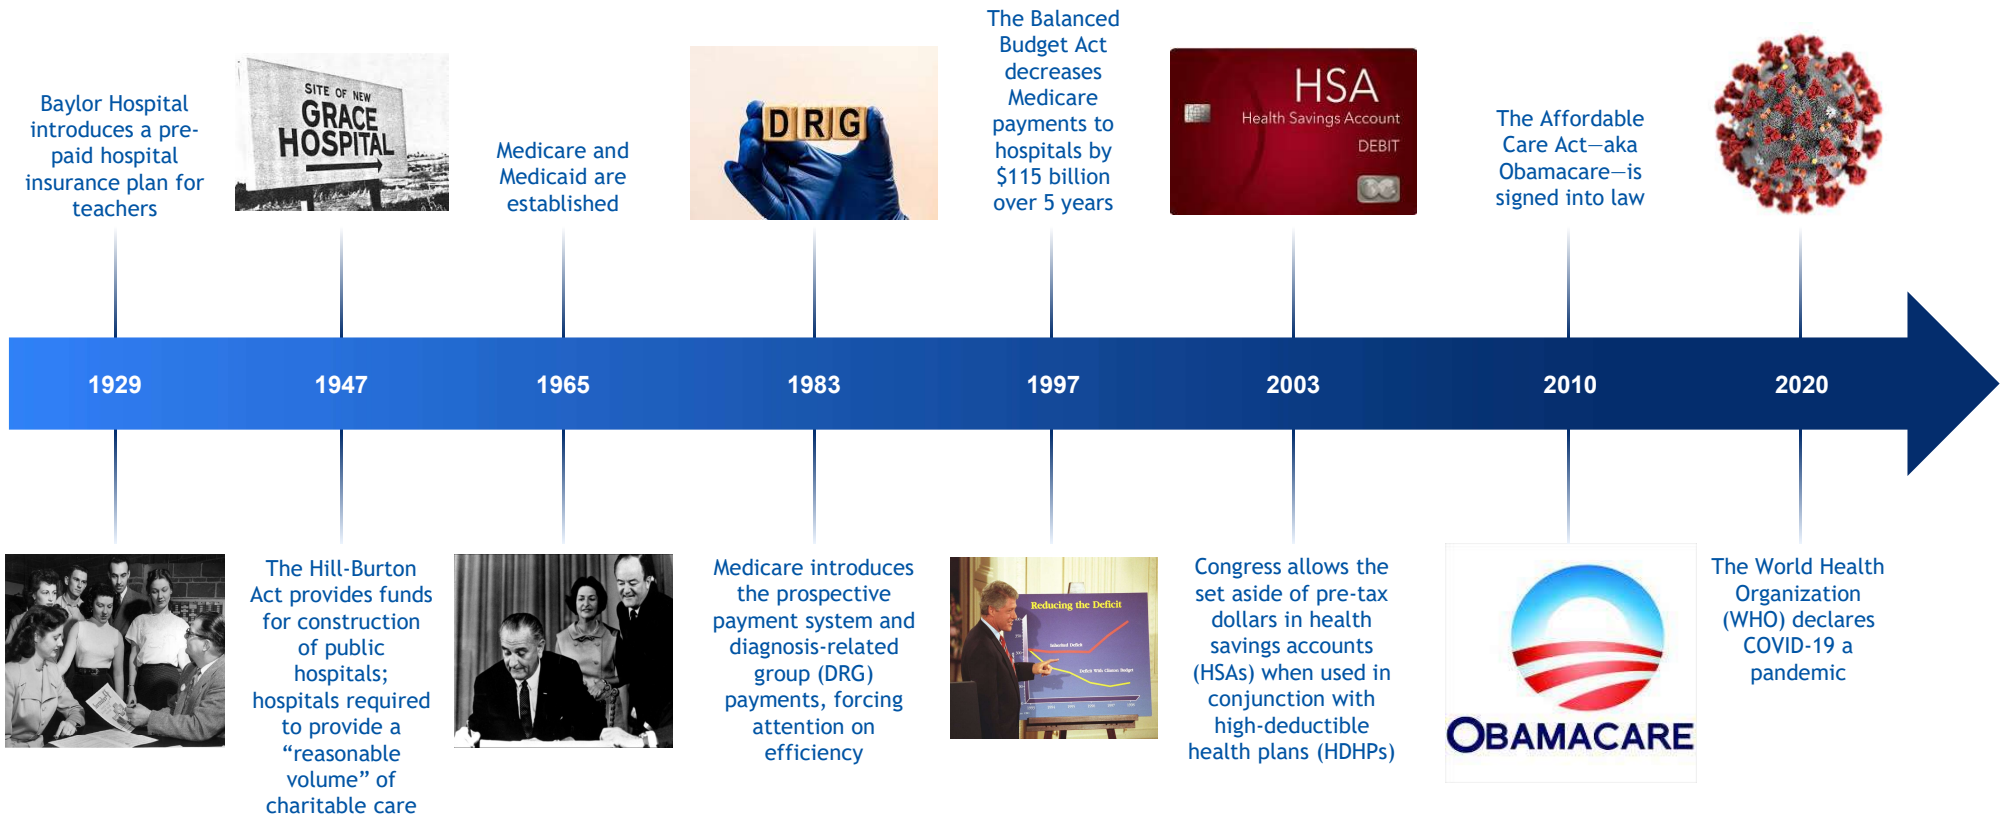 Baylor Hospital
introduces a pre-
paid hospital
insurance plan for
teachers
SITE OF NEW
GRACE
HOSPITAL
Medicare and
Medicaid are
established
DRG
The Balanced
Budget Act
decreases
Medicare
payments to
hospitals by
$115 billion
over 5 years
HSA
Health Savings Account
DEBIT
The Affordable
Care Act—aka
Obamacare—is
signed into law
1929
1947
1965
1983
1997
2003
2010
2020
The Hill-Burton
Act provides funds
for construction
of public
hospitals;
hospitals required
to provide a
“reasonable
volume” of
charitable care
Medicare introduces
the prospective
payment system and
diagnosis-related
group (DRG)
payments, forcing
attention on
efficiency
Reducing the Deficit
Inherited Deficit
Deficit With Clinton Budget
Congress allows the
set aside of pre-tax
dollars in health
savings accounts
(HSAs) when used in
conjunction with
high-deductible
health plans (HDHPs)
OBAMACARE
The World Health
Organization
(WHO) declares
COVID-19 a
pandemic